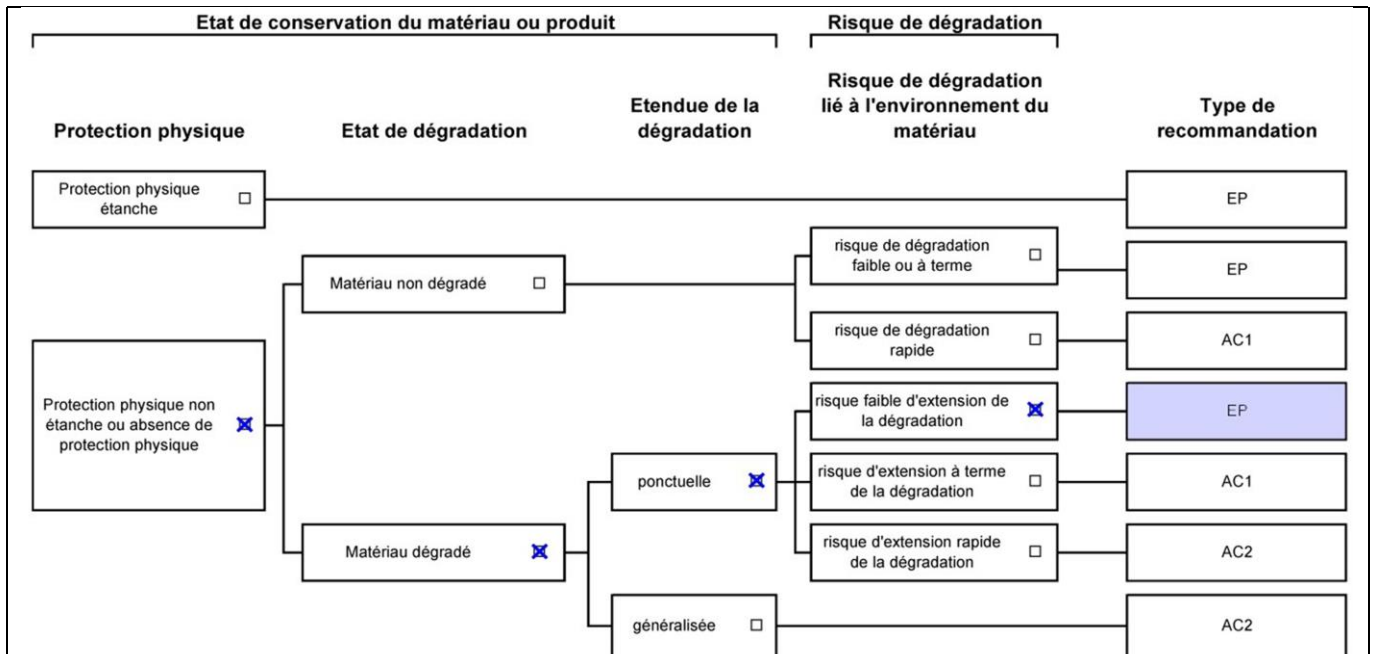 Etat de conservation du matériau ou produit
Risque de dégradation
Protection physique
Etat de dégradation
Etendue de la
dégradation
Risque de dégradation
lié à l'environnement du
matériau
Type de
recommandation
Protection physique
étanche
EP
Matériau non dégradé
risque de dégradation
faible ou à terme
EP
risque de dégradation
rapide
AC1
Protection physique non
étanche ou absence de
protection physique
risque faible d'extension de
la dégradation
EP
ponctuelle
risque d'extension à terme
de la dégradation
AC1
Matériau dégradé
risque d'extension rapide
de la dégradation
AC2
généralisée
AC2